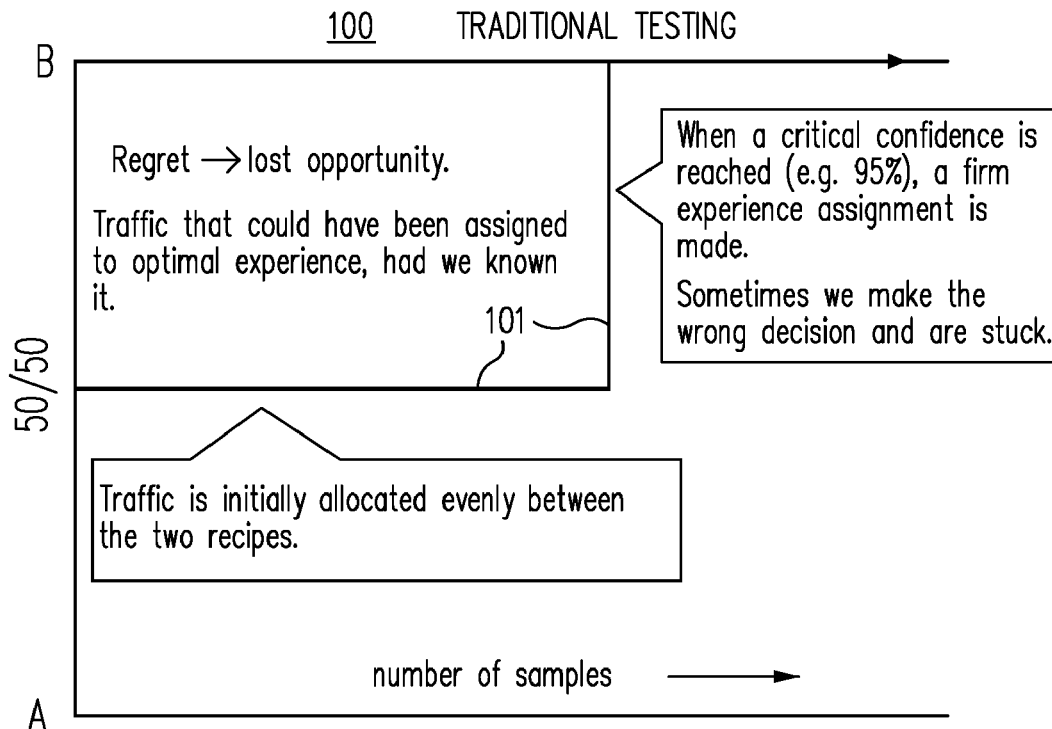 100 TRADITIONAL TESTING
B
Regret → lost opportunity.
Traffic that could have been assigned
to optimal experience, had we known
it.
101
When a critical confidence is
reached (e.g. 95%), a firm
experience assignment is
made.
Sometimes we make the
wrong decision and are stuck.
50/50
Traffic is initially allocated evenly between
the two recipes.
number of samples
A